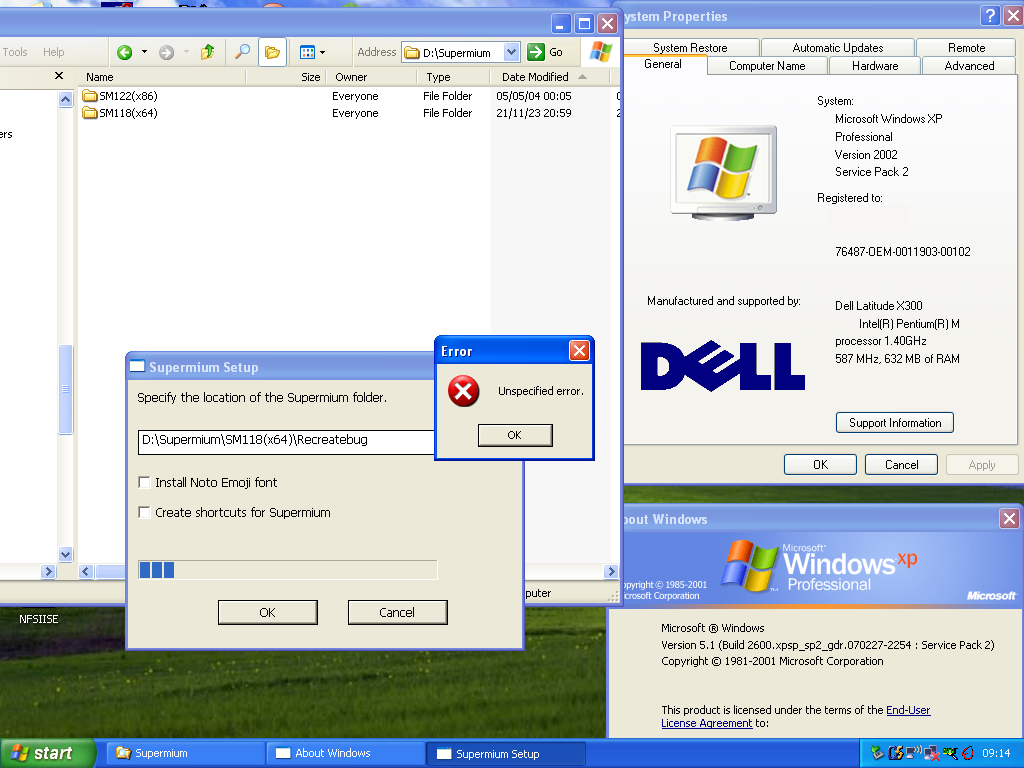 Tools Help
Address D:\Supermium Go
Name Size Owner Type Date Modified
SM122(x86) Everyone File Folder 05/05/04 00:05
SM118(x64) Everyone File Folder 21/11/23 20:59
ers
puter
ystem Properties
System Restore Automatic Updates Remote
General Computer Name Hardware Advanced
System:
Microsoft Windows XP
Professional
Version 2002
Service Pack 2
Registered to:
76487-OEM-0011903-00102
Manufactured and supported by:
Dell Latitude X300
Intel(R) Pentium(R) M
processor 1.40GHz
587 MHz, 632 MB of RAM
DELL
Support Information
OK Cancel Apply
Supermium Setup
Specify the location of the Supermium folder.
D:\Supermium\SM118(x64)\Recreatebug
Install Noto Emoji font
Create shortcuts for Supermium
OK Cancel
Error
Unspecified error.
OK
bout Windows
Microsoft®
Windows xp
Professional
opyright © 1985-2001
icrosoft Corporation
Microsoft
Microsoft ® Windows
Version 5.1 (Build 2600.xpsp_sp2_gdr.070227-2254 : Service Pack 2)
Copyright © 1981-2001 Microsoft Corporation
This product is licensed under the terms of the End-User
License Agreement to:
NFSIISE
start Supermium About Windows Supermium Setup 09:14